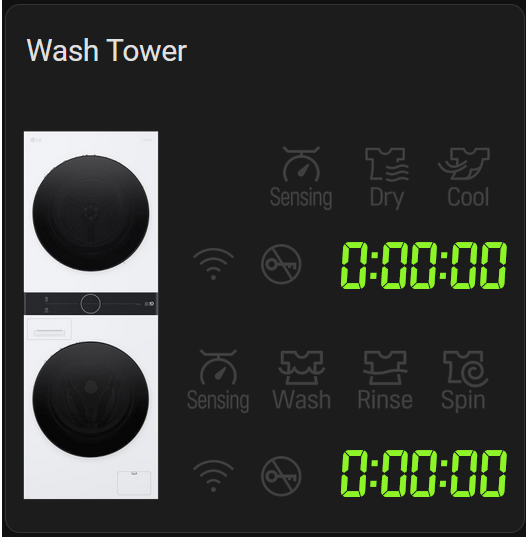 Wash Tower
Sensing Dry Cool
0:00:00
Sensing Wash Rinse Spin
0:00:00